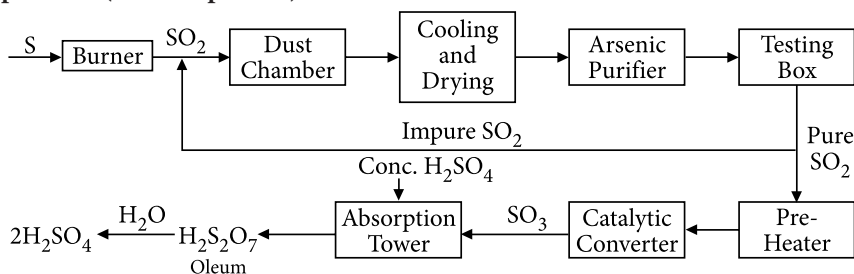 S
Burner
SO2
Dust
Chamber
Cooling
and
Drying
Arsenic
Purifier
Testing
Box
Impure SO2
Pure
SO2
Conc. H2SO4
2H2SO4
H2O
H2S2O7
Oleum
Absorption
Tower
SO3
Catalytic
Converter
Pre-
Heater